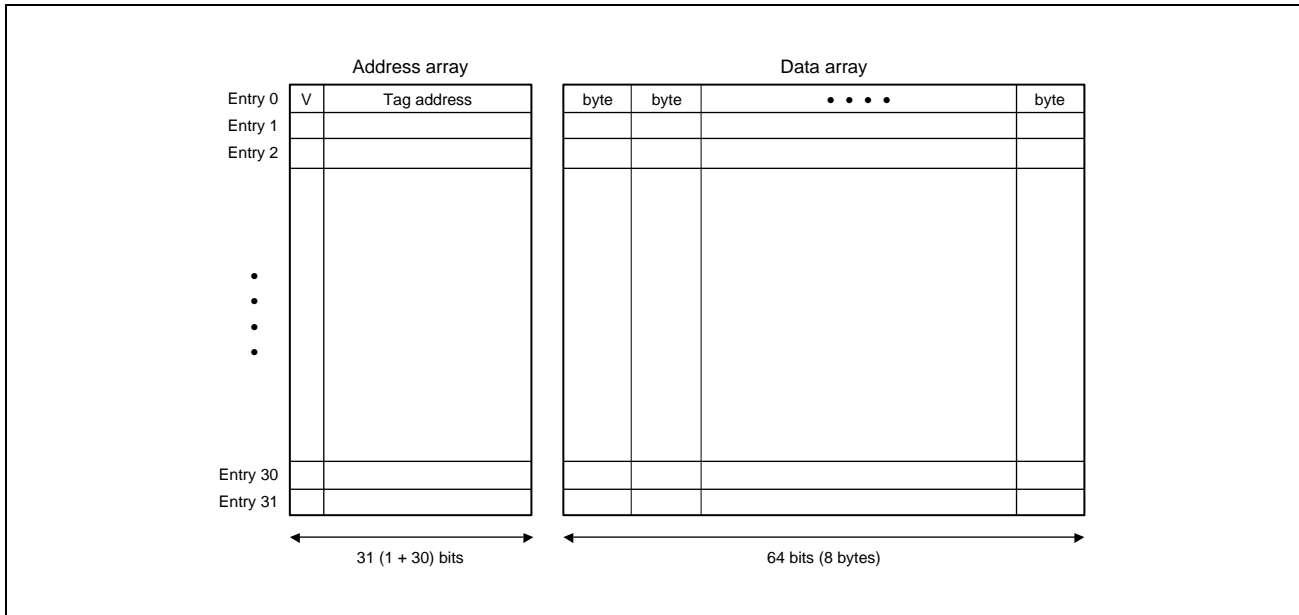 Address array
Data array
Entry 0 V Tag address byte byte • • • • byte
Entry 1
Entry 2
Entry 30
Entry 31
31 (1 + 30) bits
64 bits (8 bytes)